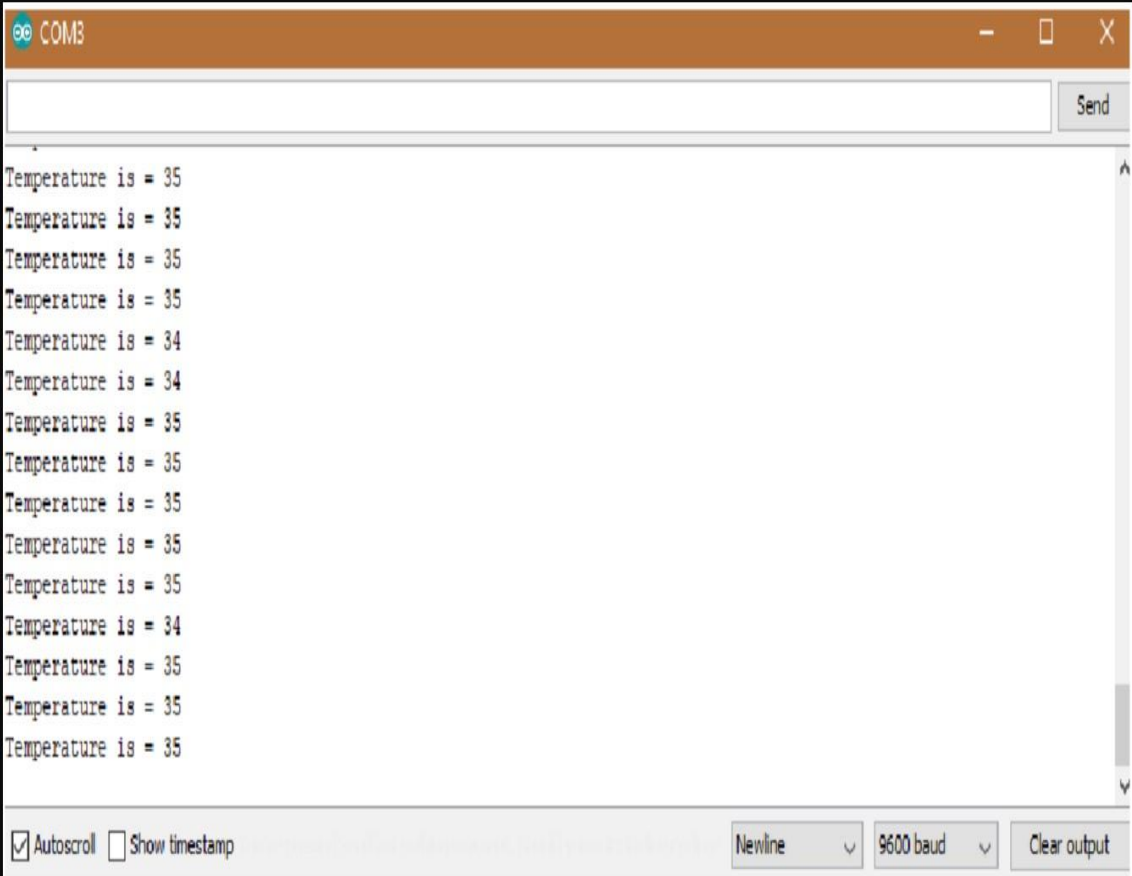 COM3
Send
Temperature is = 35
Temperature is = 35
Temperature is = 35
Temperature is = 35
Temperature is = 34
Temperature is = 34
Temperature is = 35
Temperature is = 35
Temperature is = 35
Temperature is = 35
Temperature is = 35
Temperature is = 34
Temperature is = 35
Temperature is = 35
Temperature is = 35
Autoscroll Show timestamp Newline 9600 baud Clear output